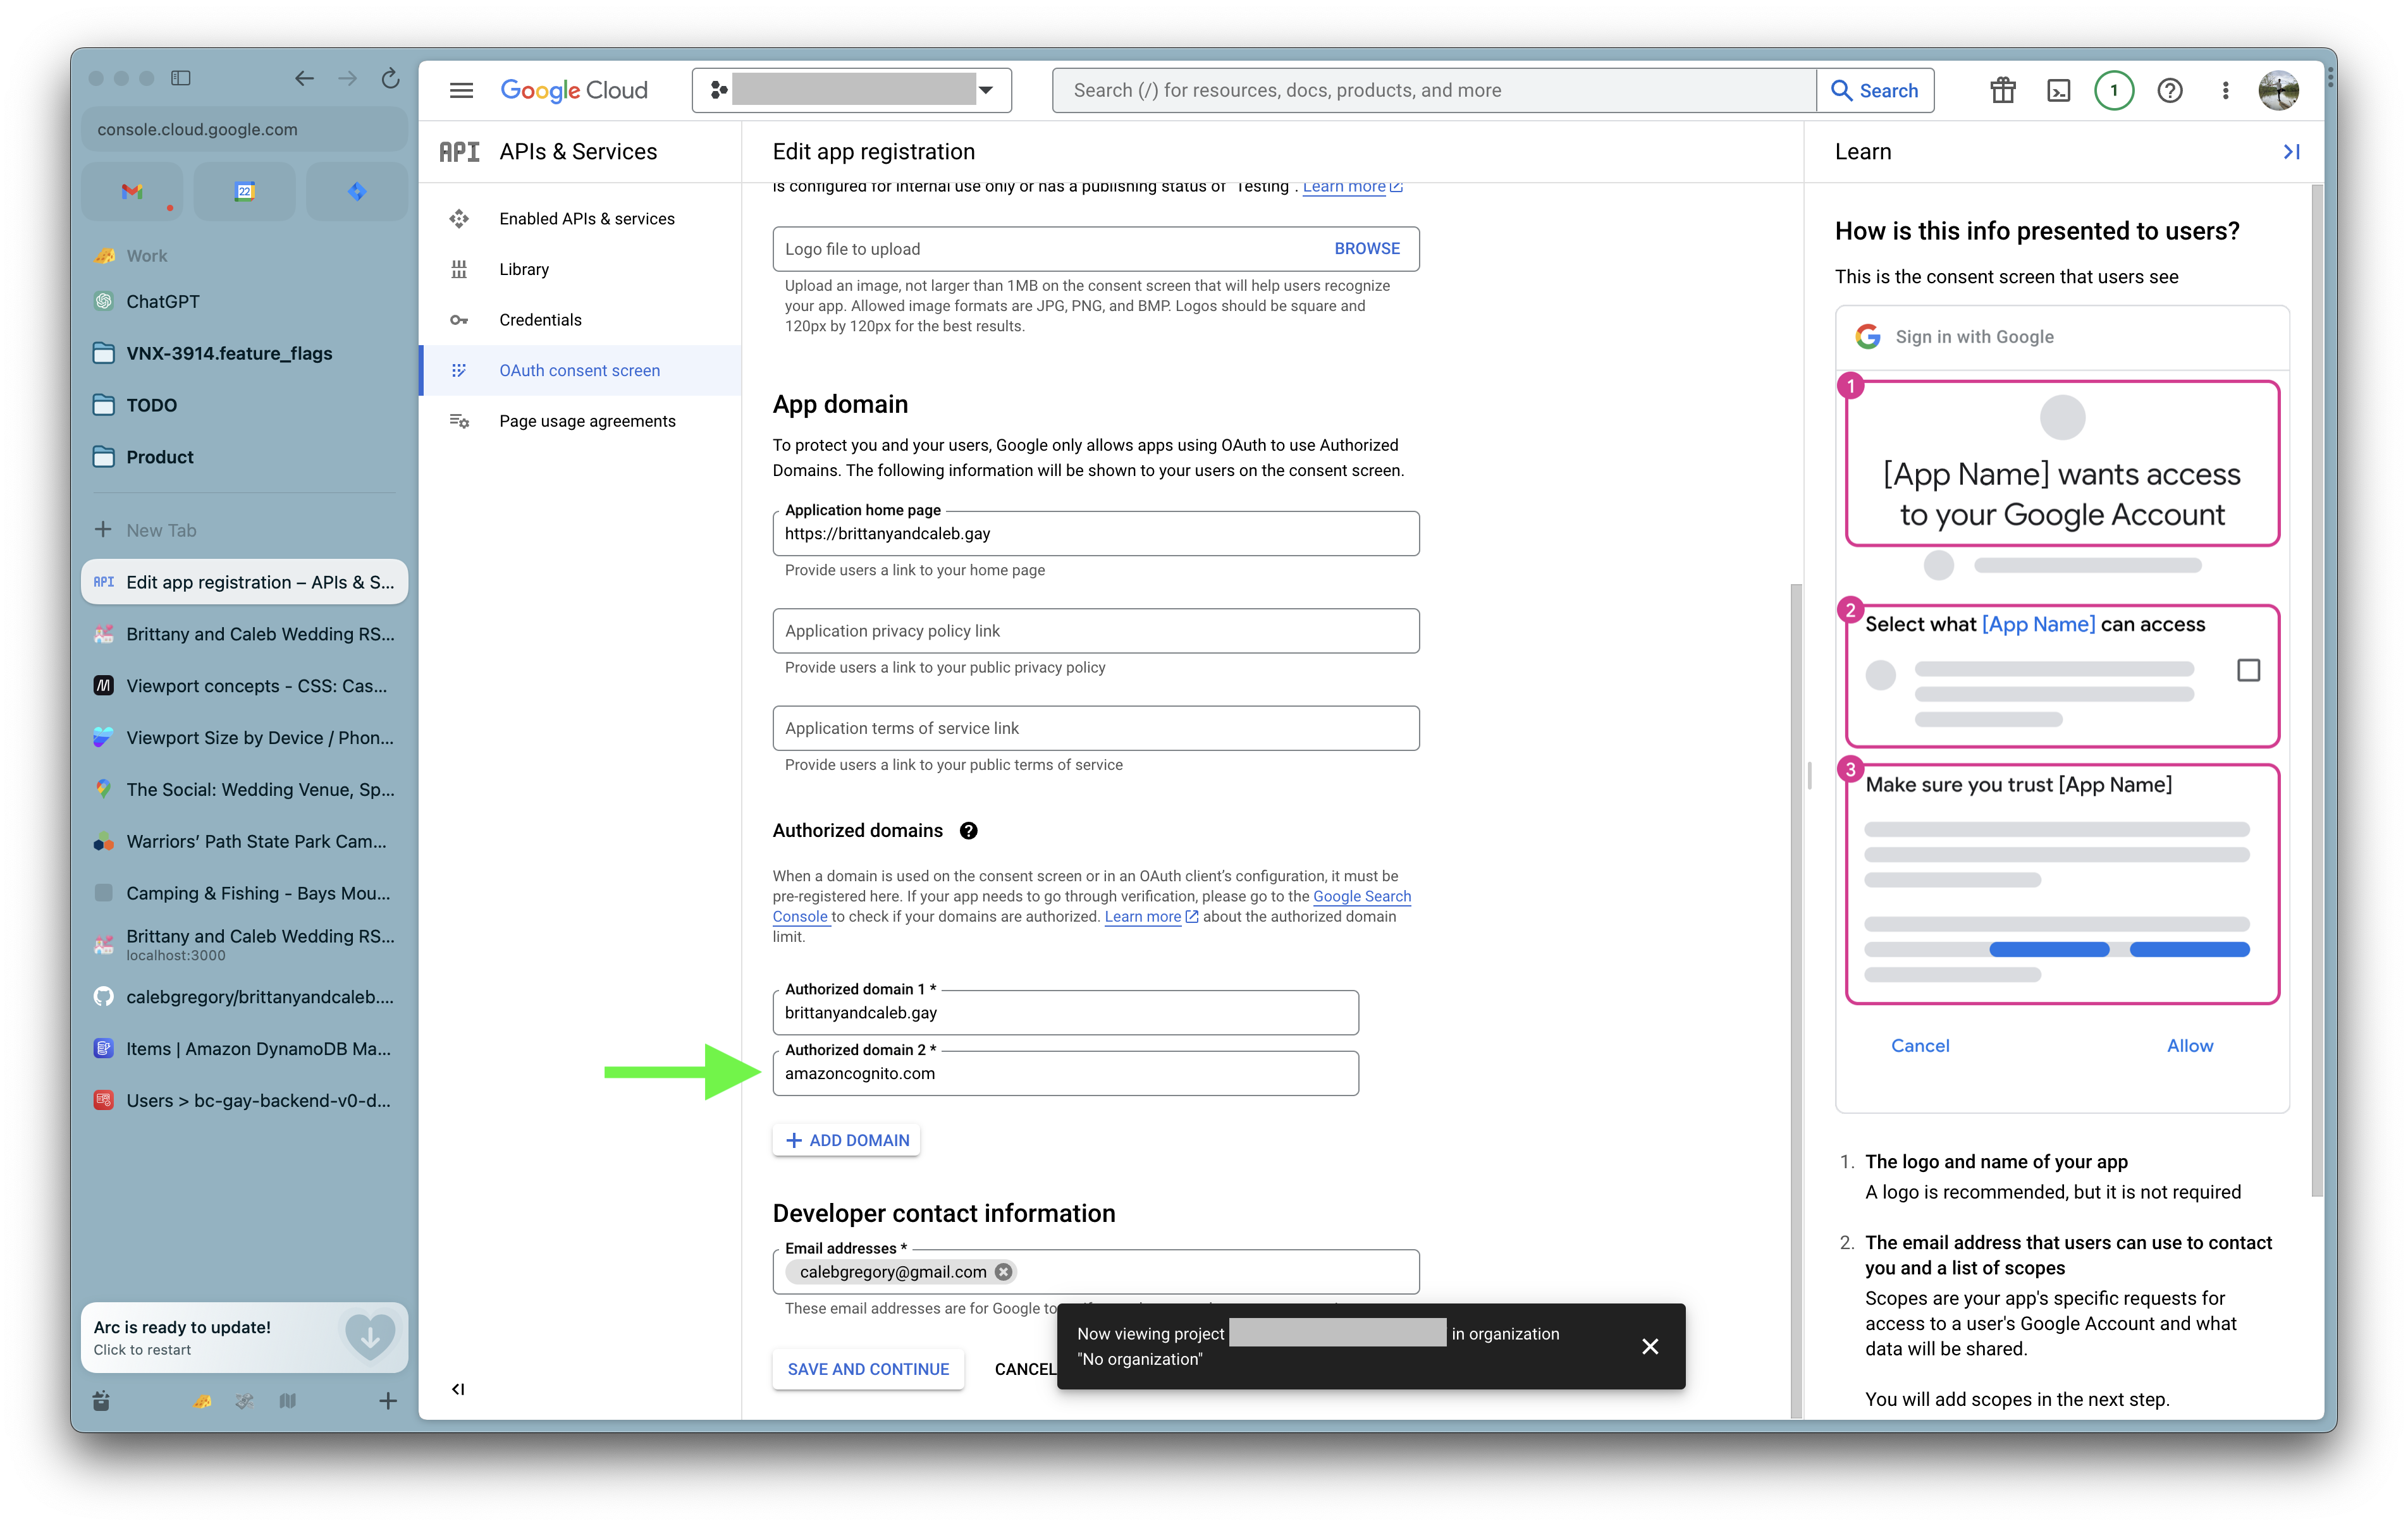 console.cloud.google.com
22
Work
ChatGPT
VNX-3914.feature_flags
TODO
Product
New Tab
API Edit app registration – APIs & S...
Brittany and Caleb Wedding RS...
Viewport concepts - CSS: Cas...
Viewport Size by Device / Phon...
The Social: Wedding Venue, Sp...
Warriors’ Path State Park Cam...
Camping & Fishing - Bays Mou...
Brittany and Caleb Wedding RS...
localhost:3000
calebgregory/brittanyandcaleb....
Items | Amazon DynamoDB Ma...
Users > bc-gay-backend-v0-d...
Arc is ready to update!
Click to restart
Google Cloud
Search (/) for resources, docs, products, and more
Search
1
API APIs & Services
Enabled APIs & services
Library
Credentials
OAuth consent screen
Page usage agreements
Edit app registration
is configured for internal use only or has a publishing status of "Testing". Learn more
Logo file to upload
BROWSE
Upload an image, not larger than 1MB on the consent screen that will help users recognize
your app. Allowed image formats are JPG, PNG, and BMP. Logos should be square and
120px by 120px for the best results.
App domain
To protect you and your users, Google only allows apps using OAuth to use Authorized
Domains. The following information will be shown to your users on the consent screen.
Application home page
https://brittanyandcaleb.gay
Provide users a link to your home page
Application privacy policy link
Provide users a link to your public privacy policy
Application terms of service link
Provide users a link to your public terms of service
Authorized domains
When a domain is used on the consent screen or in an OAuth client’s configuration, it must be
pre-registered here. If your app needs to go through verification, please go to the Google Search
Console to check if your domains are authorized. Learn more about the authorized domain
limit.
Authorized domain 1 *
brittanyandcaleb.gay
Authorized domain 2 *
amazoncognito.com
+ ADD DOMAIN
Developer contact information
Email addresses *
calebgregory@gmail.com
These email addresses are for Google to
SAVE AND CONTINUE
CANCEL
Now viewing project in organization
"No organization"
Learn
How is this info presented to users?
This is the consent screen that users see
Sign in with Google
1
[App Name] wants access
to your Google Account
2
Select what [App Name] can access
3
Make sure you trust [App Name]
Cancel
Allow
1. The logo and name of your app
A logo is recommended, but it is not required
2. The email address that users can use to contact
you and a list of scopes
Scopes are your app's specific requests for
access to a user's Google Account and what
data will be shared.
You will add scopes in the next step.